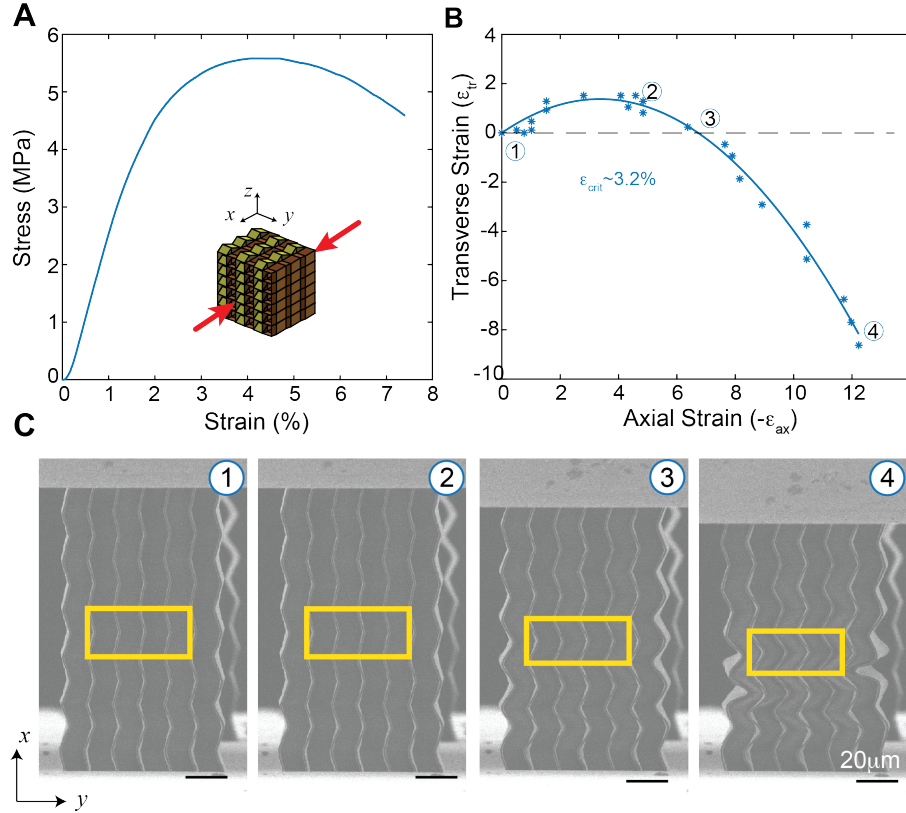 A
Stress (MPa)
6
5
4
3
2
1
0
0 1 2 3 4 5 6 7 8
Strain (%)
z
x y
B
Transverse Strain (εtr)
4
2
0
-2
-4
-6
-8
-10
0 2 4 6 8 10 12
Axial Strain (-εax)
1
2
3
4
εcrit~3.2%
C
1
2
3
4
20μm
x
y